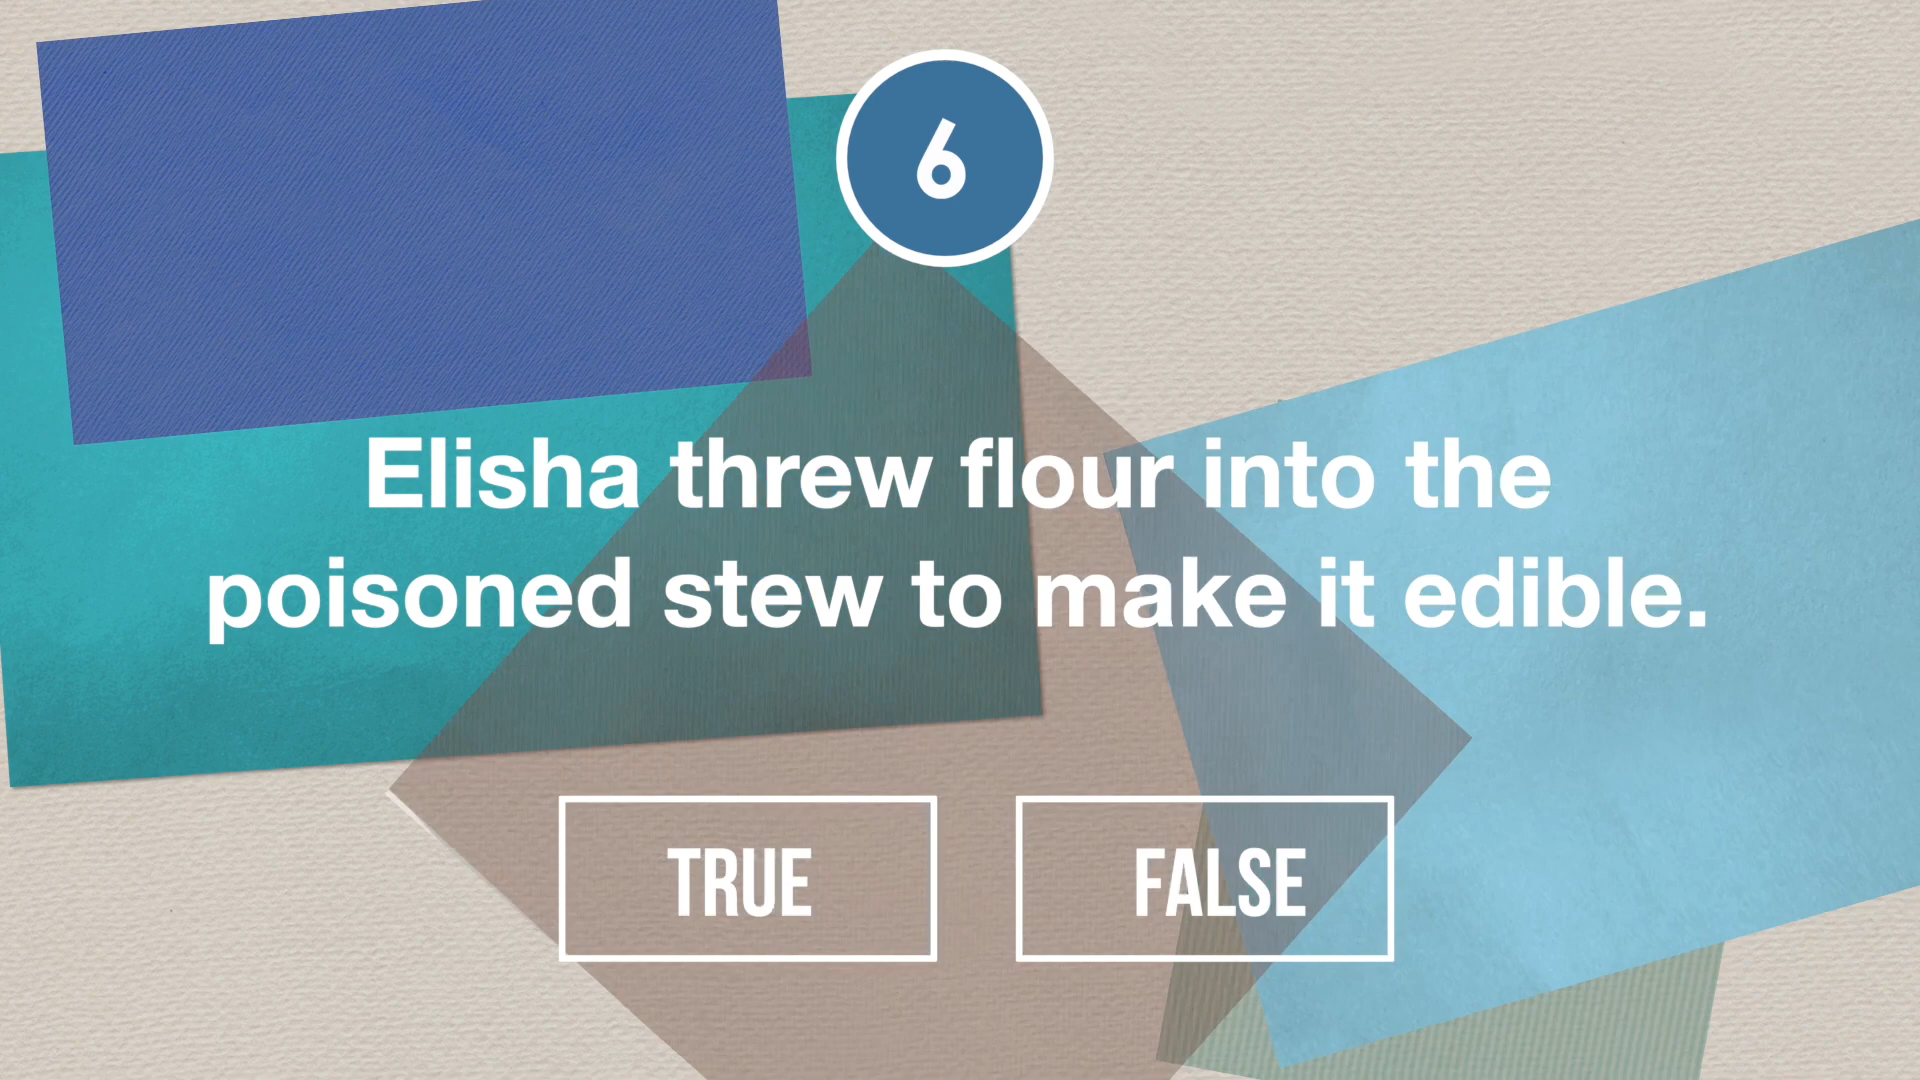 6
Elisha threw flour into the
poisoned stew to make it edible.
TRUE
FALSE